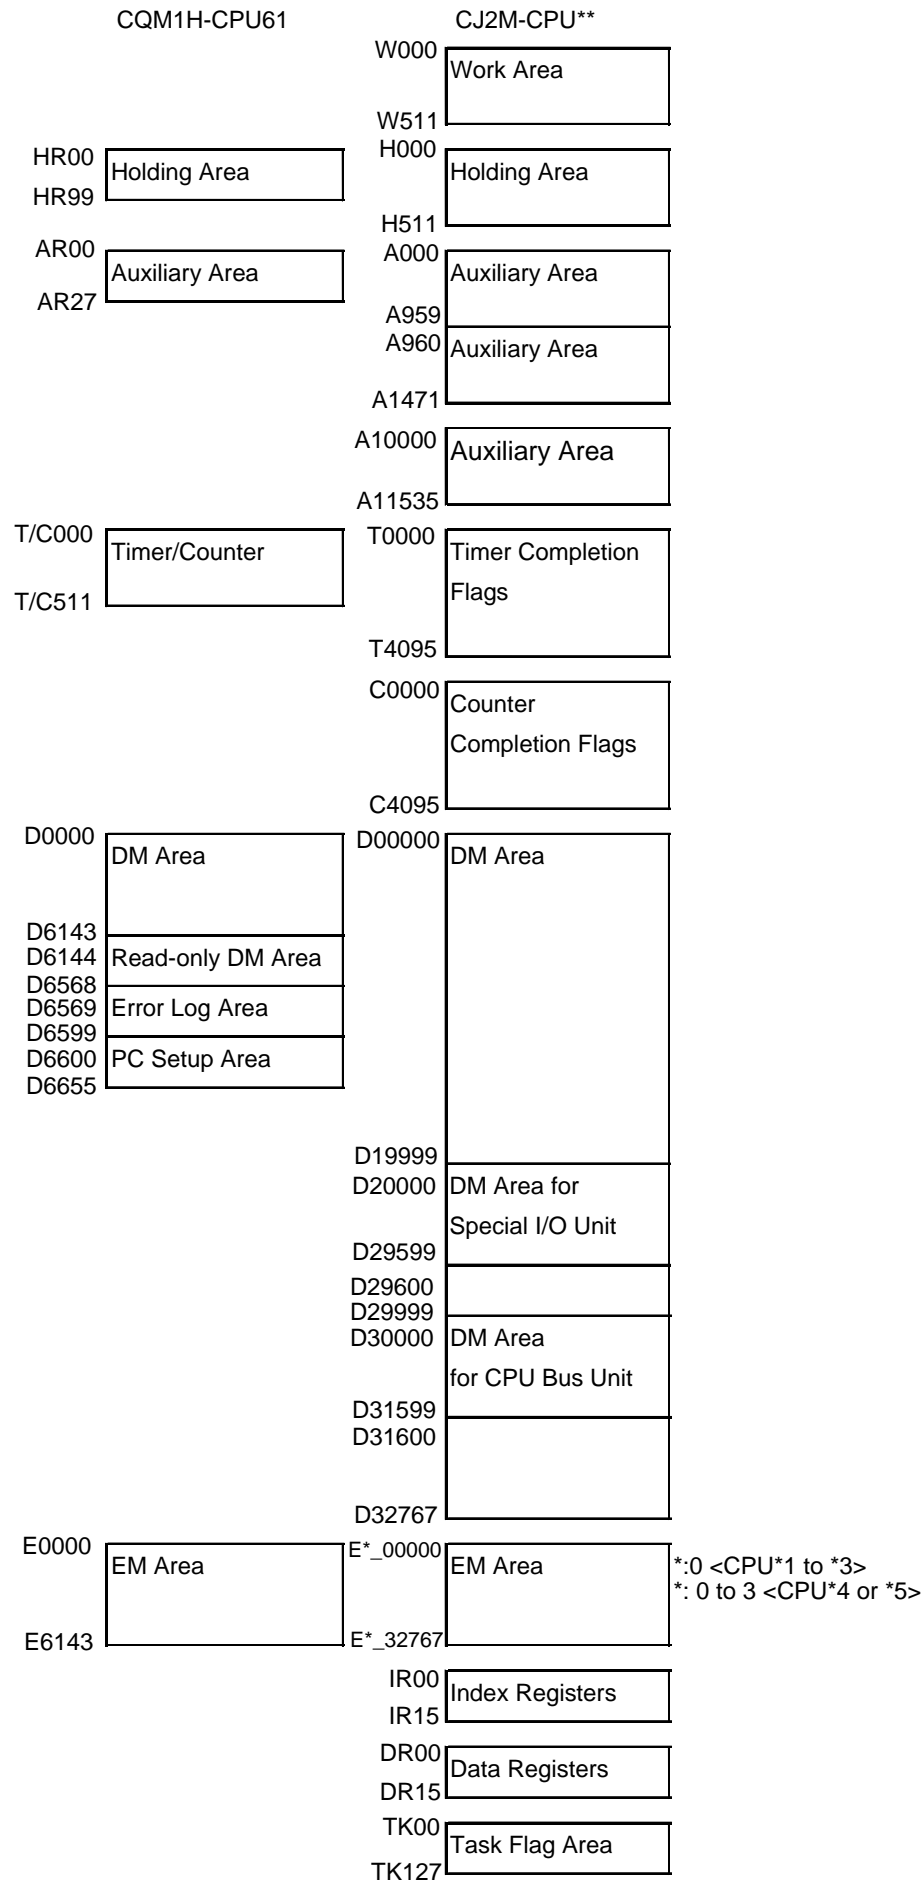 CQM1H-CPU61 CJ2M-CPU**
W000
Work Area
W511
HR00
Holding Area
HR99
H000
Holding Area
H511
AR00
Auxiliary Area
AR27
A000
Auxiliary Area
A959
A960
Auxiliary Area
A1471
A10000
Auxiliary Area
A11535
T/C000
Timer/Counter
T/C511
T0000
Timer Completion
Flags
T4095
C0000
Counter
Completion Flags
C4095
D0000
DM Area
D6143
D6144
Read-only DM Area
D6568
D6569
Error Log Area
D6599
D6600
PC Setup Area
D6655
D00000
DM Area
D19999
D20000
DM Area for
Special I/O Unit
D29599
D29600
D29999
D30000
DM Area
for CPU Bus Unit
D31599
D31600
D32767
E0000
EM Area
E6143
E*_00000
EM Area
E*_32767
*:0 <CPU*1 to *3>
*: 0 to 3 <CPU*4 or *5>
IR00
Index Registers
IR15
DR00
Data Registers
DR15
TK00
Task Flag Area
TK127